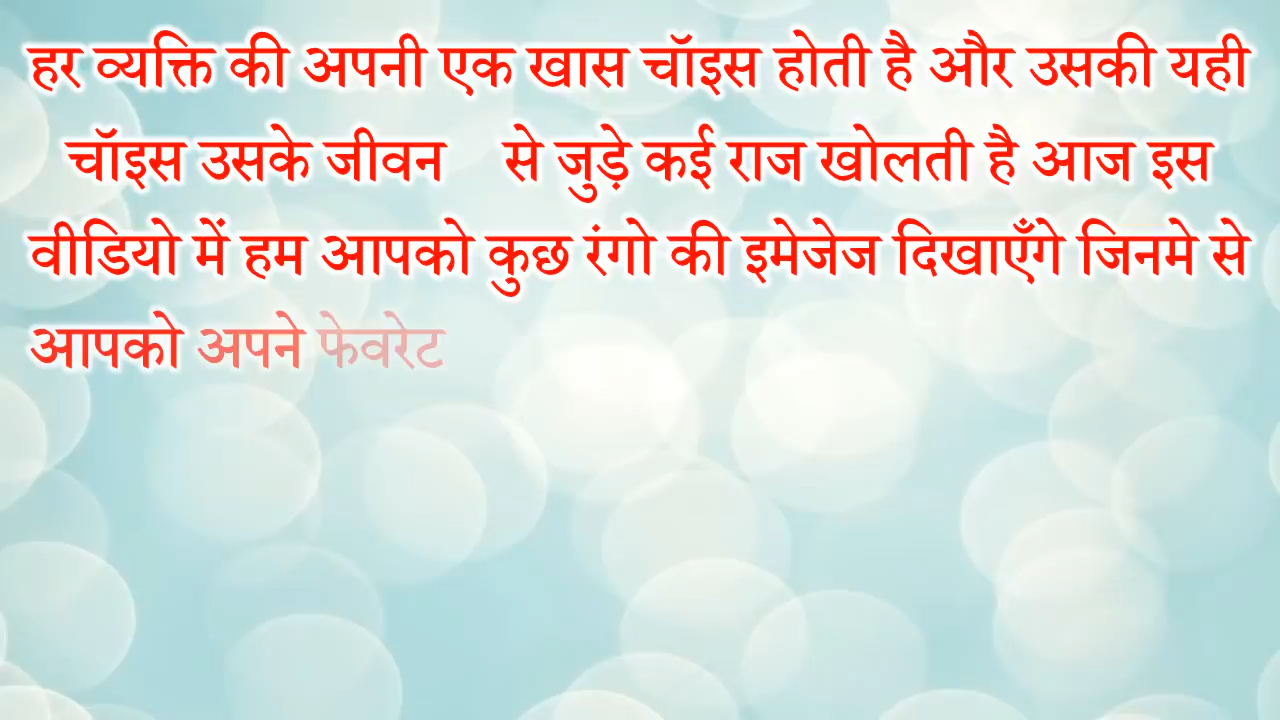 हर व्यक्ति की अपनी एक खास चॉइस होती है और उसकी यही
चॉइस उसके जीवन से जुड़े कई राज खोलती है आज इस
वीडियो में हम आपको कुछ रंगो की इमेजेज दिखाएँगे जिनमे से
आपको अपने फेवरेट